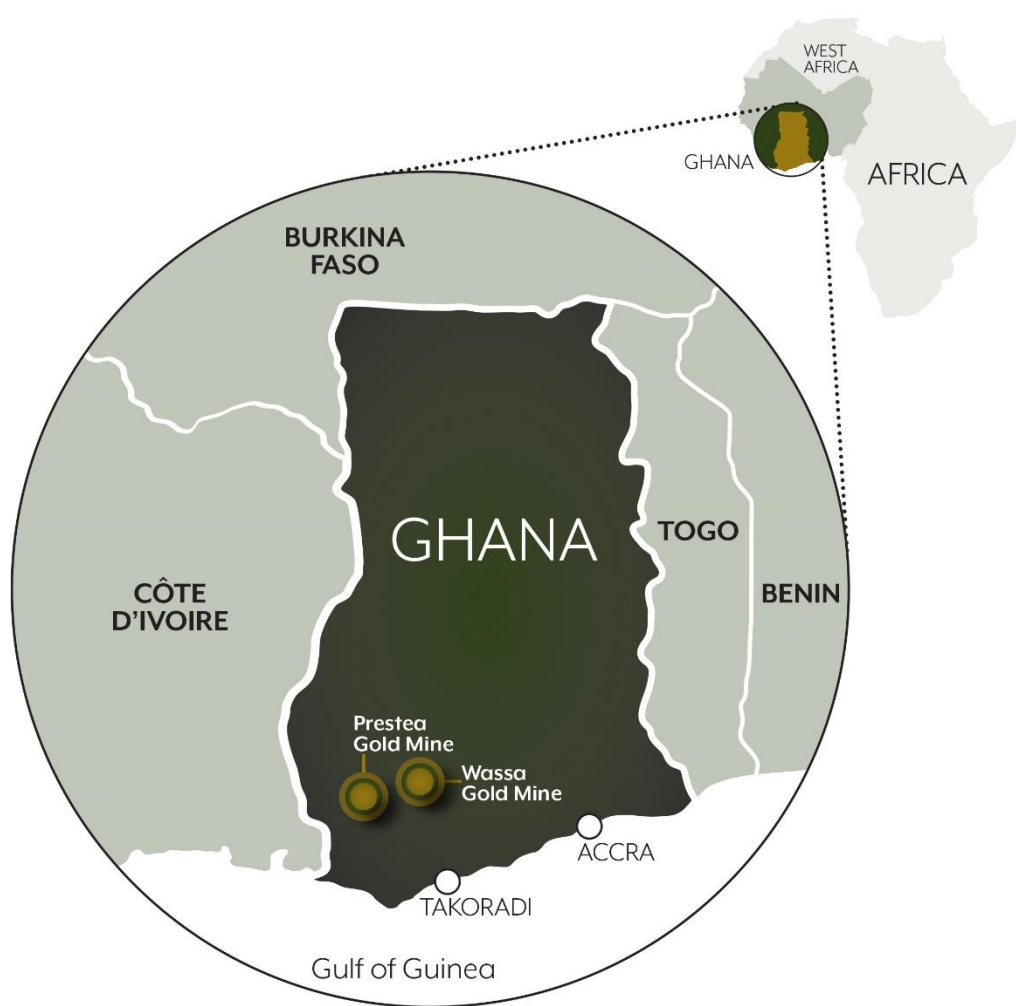 WEST
AFRICA
GHANA
AFRICA
BURKINA
FASO
GHANA
TOGO
CÔTE
D'IVOIRE
BENIN
Prestea
Gold Mine
Wassa
Gold Mine
ACCRA
TAKORADI
Gulf of Guinea